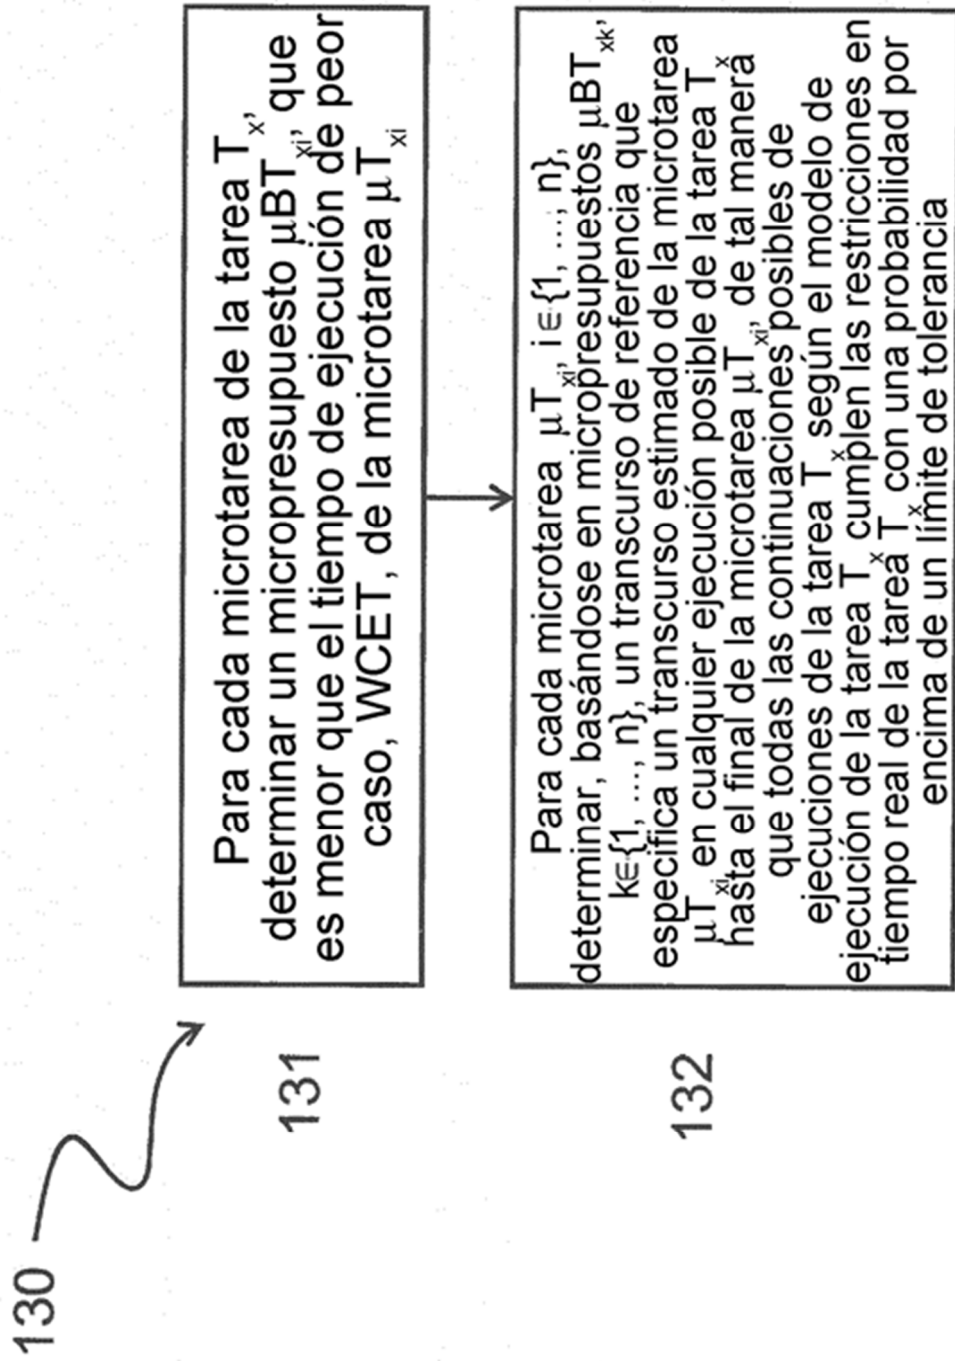 130
131
Para cada microtarea de la tarea Tₓ,
determinar un micropresupuesto μBTₓᵢ, que
es menor que el tiempo de ejecución de peor
caso, WCET, de la microtarea μTₓᵢ
132
Para cada microtarea μTₓᵢ, i∈{1, ..., n},
determinar, basándose en micropresupuestos μBTₓₖ,
k∈{1, ..., n}, un transcurso de referencia que
especifica un transcurso estimado de la microtarea
μTₓᵢ en cualquier ejecución posible de la tarea Tₓ
hasta el final de la microtarea μTₓᵢ, de tal manera
que todas las continuaciones posibles de
ejecuciones de la tarea Tₓ según el modelo de
ejecución de la tarea Tₓ cumplen las restricciones en
tiempo real de la tarea Tₓ con una probabilidad por
encima de un límite de tolerancia